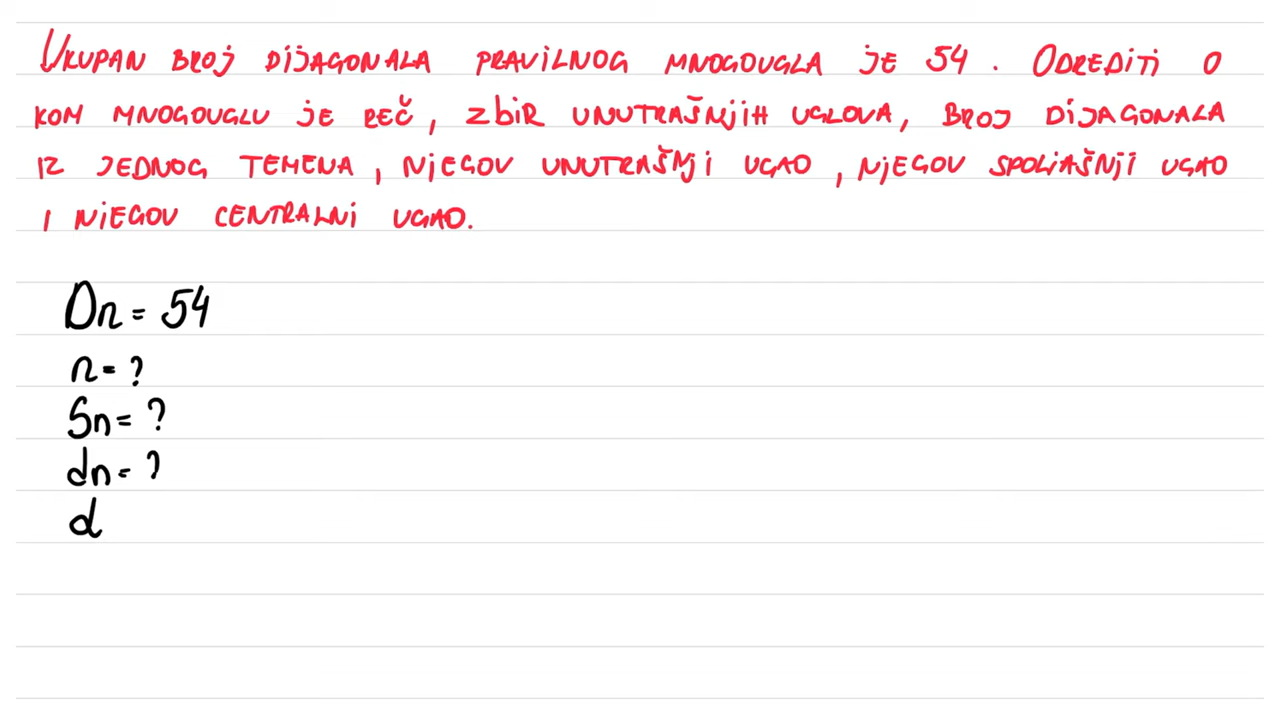 UKUPAN BROJ DIJAGONALA PRAVILNOG MNOGOUGLA JE 54. ODREDITI O
KOM MNOGOUGLU JE REČ, ZBIR UNUTRAŠNJIH UGLOVA, BROJ DIJAGONALA
IZ JEDNOG TEMENA, NJEGOV UNUTRAŠNJI UGAO, NJEGOV SPOLJAŠNJI UGAO
I NJEGOV CENTRALNI UGAO.
Dn = 54
n = ?
Sn = ?
dn = ?
d